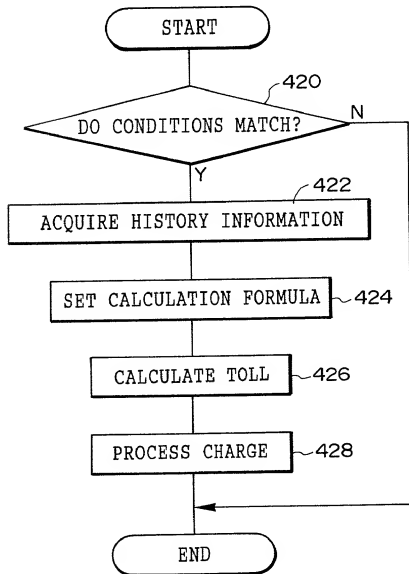 START
420
DO CONDITIONS MATCH?
N
Y
422
ACQUIRE HISTORY INFORMATION
SET CALCULATION FORMULA
424
CALCULATE TOLL
426
PROCESS CHARGE
428
END